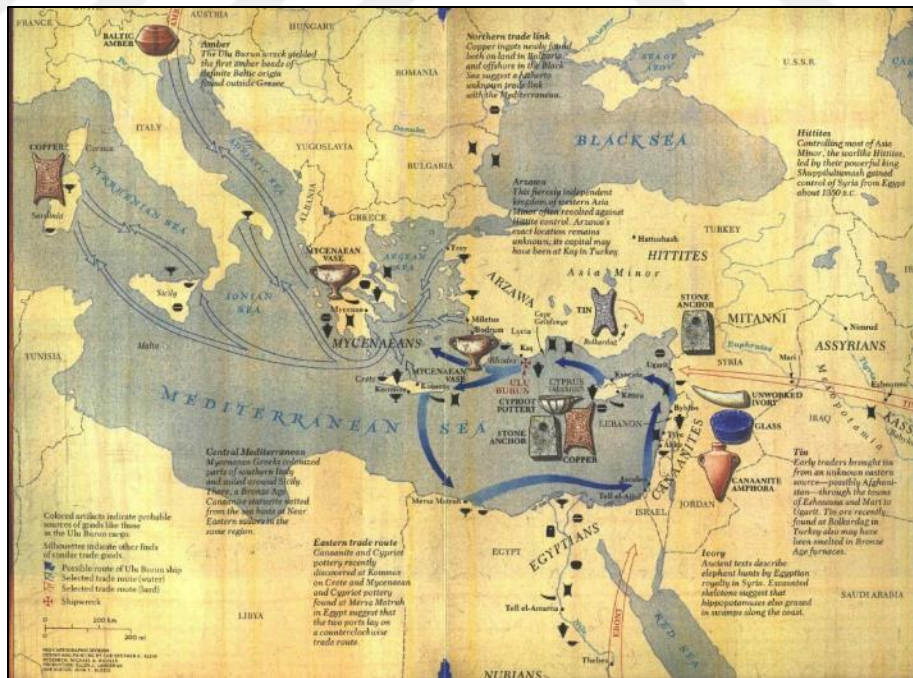 FRANCE
AUSTRIA
HUNGARY
BALTIC
AMBER
Amber
The Ulu Burun wreck yielded
the first amber beads of
definite Baltic origin
found outside Greece
Northern trade link
Copper ingots newly found
both on land in Bulgaria
and offshore in the Black
Sea suggest a hitherto
unknown trade link
with the Mediterranean.
SEA OF
AZOV
U.S.S.R.
ROMANIA
ITALY
YUGOSLAVIA
Danube
BULGARIA
BLACK SEA
ADRIATIC SEA
COPPER
Corsica
Sardinia
TYRRHENIAN SEA
ALBANIA
GREECE
Hittites
Controlling most of Asia
Minor, the warlike Hittites,
led by their powerful king
Shuppiluliumash gained
control of Syria from Egypt
about 1350 B.C.
Arzawa
This fiercely independent
kingdom of western Asia
Minor often revolted against
Hittite control. Arzawa's
exact location remains
unknown; its capital may
have been at Kaş in Turkey
Hattushash
TURKEY
HITTITES
Asia Minor
MYCENAEAN
VASE
AEGEAN
SEA
Troy
ARZAWA
Sicily
IONIAN
SEA
Mycenae
MYCENAEANS
Miletus
Bodrum
Lycia
Kaş
Cape
Gelidonya
TIN
Bolkardag
STONE
ANCHOR
MITANNI
ASSYRIANS
Nimrud
Euphrates
Mari
Tigris
Eshnunna
Mesopotamia
TUNISIA
Malta
Crete
Kommos
MYCENAEAN
VASE
Rhodes
ULU
BURUN
CYPRUS
CYPRIOT
POTTERY
STONE
ANCHOR
COPPER
Ugarit
SYRIA
UNWORKED
IVORY
IRAQ
GLASS
LEBANON
Byblos
Tyre
CANAANITES
CANAANITE
AMPHORA
MEDITERRANEAN SEA
Ascalon
Tell el-Ajjul
ISRAEL
JORDAN
Mersa Matruh
Central Mediterranean
Mycenaean Greeks colonized
parts of southern Italy
and sailed around Sicily.
There, a Bronze Age
Canaanite statuette netted
from the sea hints at Near
Eastern sailors in the
same region.
Tin
Early traders brought tin
from an unknown eastern
source—possibly Afghani-
stan—through the towns
of Eshnunna and Mari to
Ugarit. Tin ore recently
found at Bolkardag in
Turkey also may have
been smelted in Bronze
Age furnaces.
Colored artifacts indicate probable
sources of goods like those
in the Ulu Burun cargo.
Silhouettes indicate other finds
of similar trade goods.
Possible route of Ulu Burun ship
Selected trade route (water)
Selected trade route (land)
Shipwreck
Eastern trade route
Canaanite and Cypriot
pottery recently
discovered at Kommos
on Crete and Mycenaean
and Cypriot pottery
found at Mersa Matruh
in Egypt suggest that
the two ports lay on
a counterclockwise
trade route.
EGYPT
EGYPTIANS
Ivory
Ancient texts describe
elephant hunts by Egyptian
royalty in Syria. Excavated
skeletons suggest that
hippopotamuses also grazed
in swamps along the coast.
SAUDI ARABIA
LIBYA
Tell el-Amarna
Nile
Thebes
EBONY
RED
SEA
NUBIANS